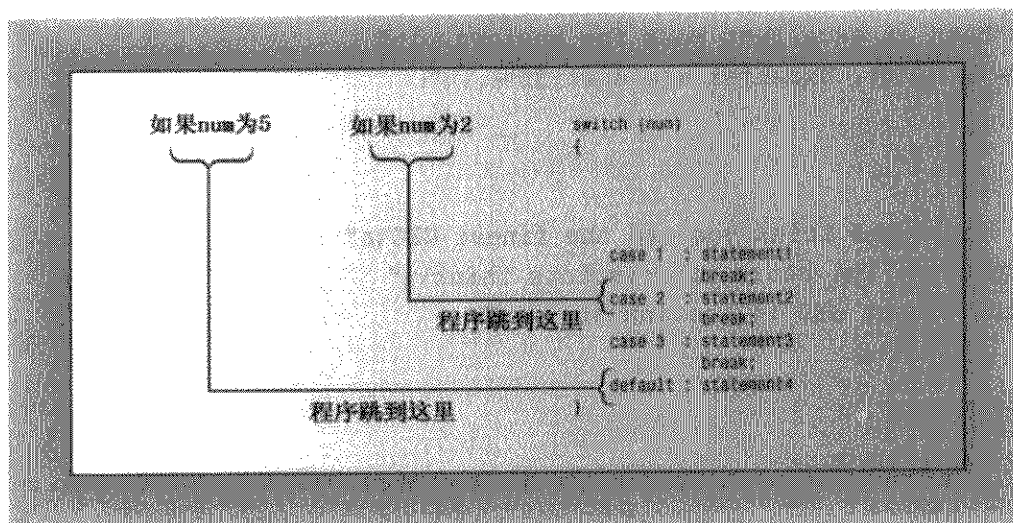 如果num为5 如果num为2 switch (num)
{
case 1 : statement1
break;
case 2 : statement2
break;
程序跳到这里
case 3 : statement3
break;
default : statement4
程序跳到这里
}